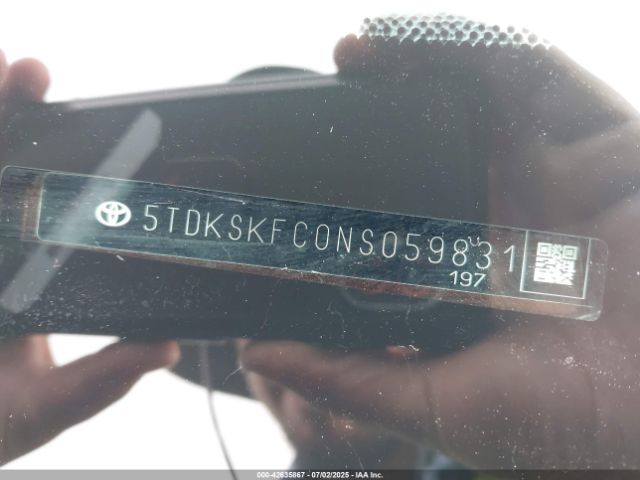 5TDKSKFC0NS059831
197
000-42635867 - 07/02/2025 - IAA Inc.